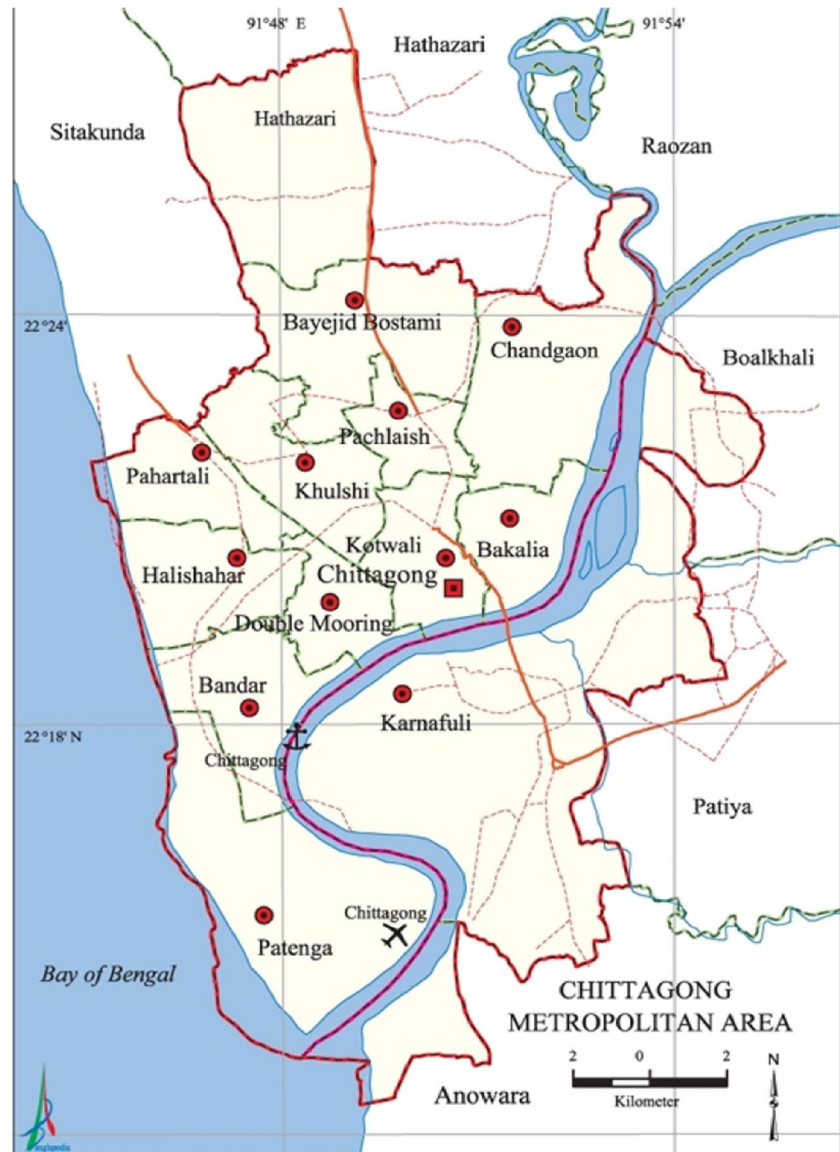 91°48' E
91°54'
Hathazari
Hathazari
Sitakunda
Raozan
22°24'
Bayejid Bostami
Chandgaon
Boalkhali
Pachlaish
Pahartali
Khulshi
Kotwali
Bakalia
Halishahar
Chittagong
Double Mooring
Bandar
Karnafuli
22°18' N
Chittagong
Patiya
Chittagong
Patenga
Bay of Bengal
CHITTAGONG
METROPOLITAN AREA
2 0 2
Kilometer
N
Anowara